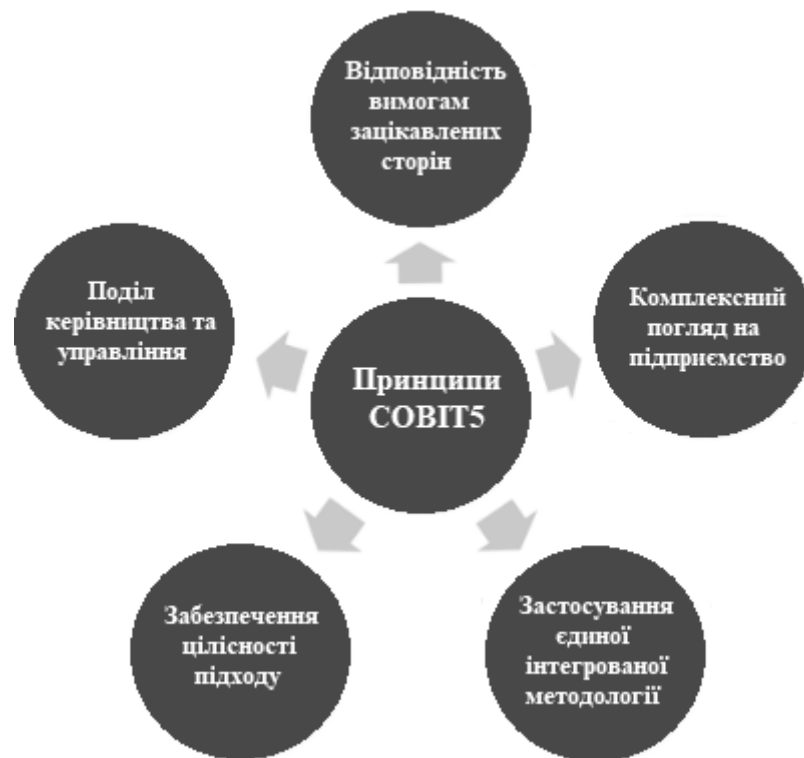 Відповідність
вимогам
зацікавлених
сторін
Поділ
керівництва та
управління
Комплексний
погляд на
підприємство
Принципи
COBIT5
Забезпечення
цілісності
підходу
Застосування
єдиної
інтегрованої
методології